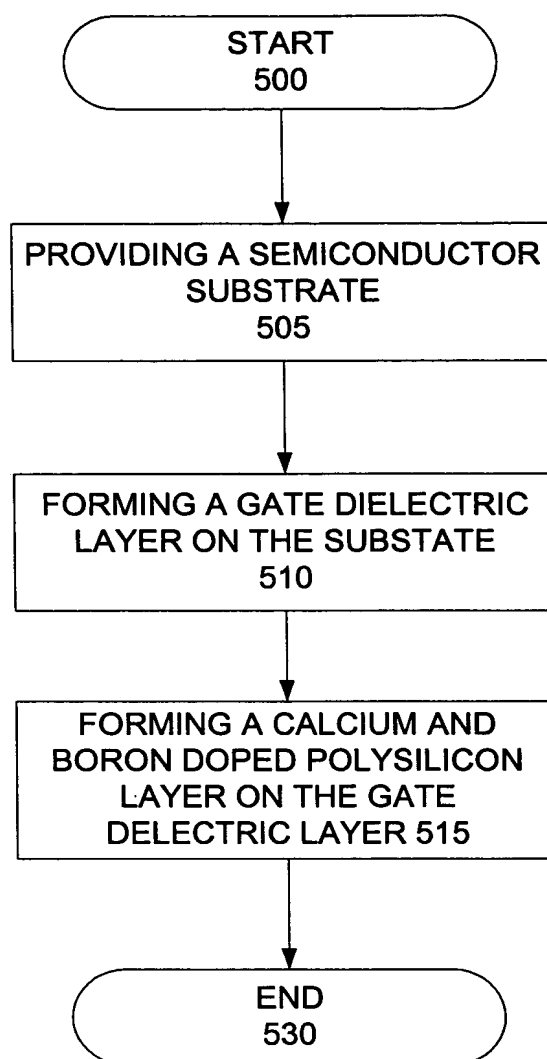 START
500
PROVIDING A SEMICONDUCTOR
SUBSTRATE
505
FORMING A GATE DIELECTRIC
LAYER ON THE SUBSTATE
510
FORMING A CALCIUM AND
BORON DOPED POLYSILICON
LAYER ON THE GATE
DELECTRIC LAYER 515
END
530